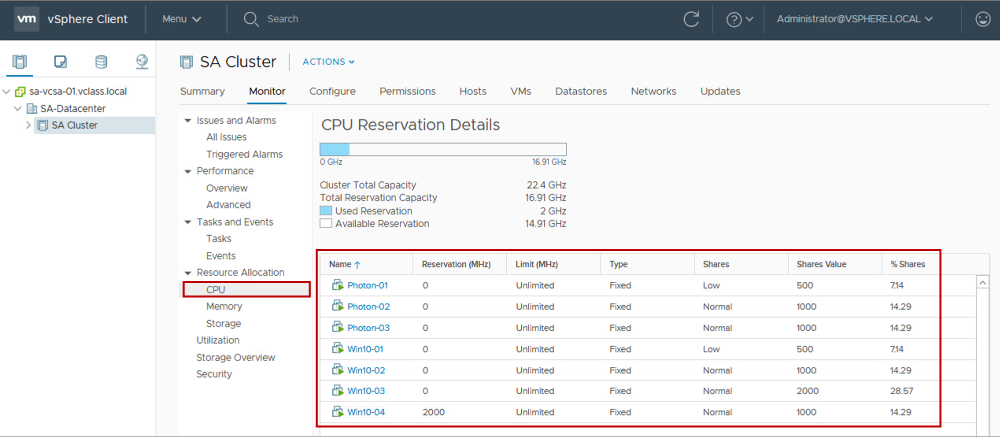 vm vSphere Client Menu Search Administrator@VSPHERE.LOCAL
sa-vcsa-01.vclass.local
SA-Datacenter
SA Cluster
SA Cluster ACTIONS
Summary Monitor Configure Permissions Hosts VMs Datastores Networks Updates
Issues and Alarms
All Issues
Triggered Alarms
Performance
Overview
Advanced
Tasks and Events
Tasks
Events
Resource Allocation
CPU
Memory
Storage
Utilization
Storage Overview
Security
CPU Reservation Details
0 GHz 16.91 GHz
Cluster Total Capacity 22.4 GHz
Total Reservation Capacity 16.91 GHz
Used Reservation 2 GHz
Available Reservation 14.91 GHz
Name Reservation (MHz) Limit (MHz) Type Shares Shares Value % Shares
Photon-01 0 Unlimited Fixed Low 500 7.14
Photon-02 0 Unlimited Fixed Normal 1000 14.29
Photon-03 0 Unlimited Fixed Normal 1000 14.29
Win10-01 0 Unlimited Fixed Low 500 7.14
Win10-02 0 Unlimited Fixed Normal 1000 14.29
Win10-03 0 Unlimited Fixed Normal 2000 28.57
Win10-04 2000 Unlimited Fixed Normal 1000 14.29